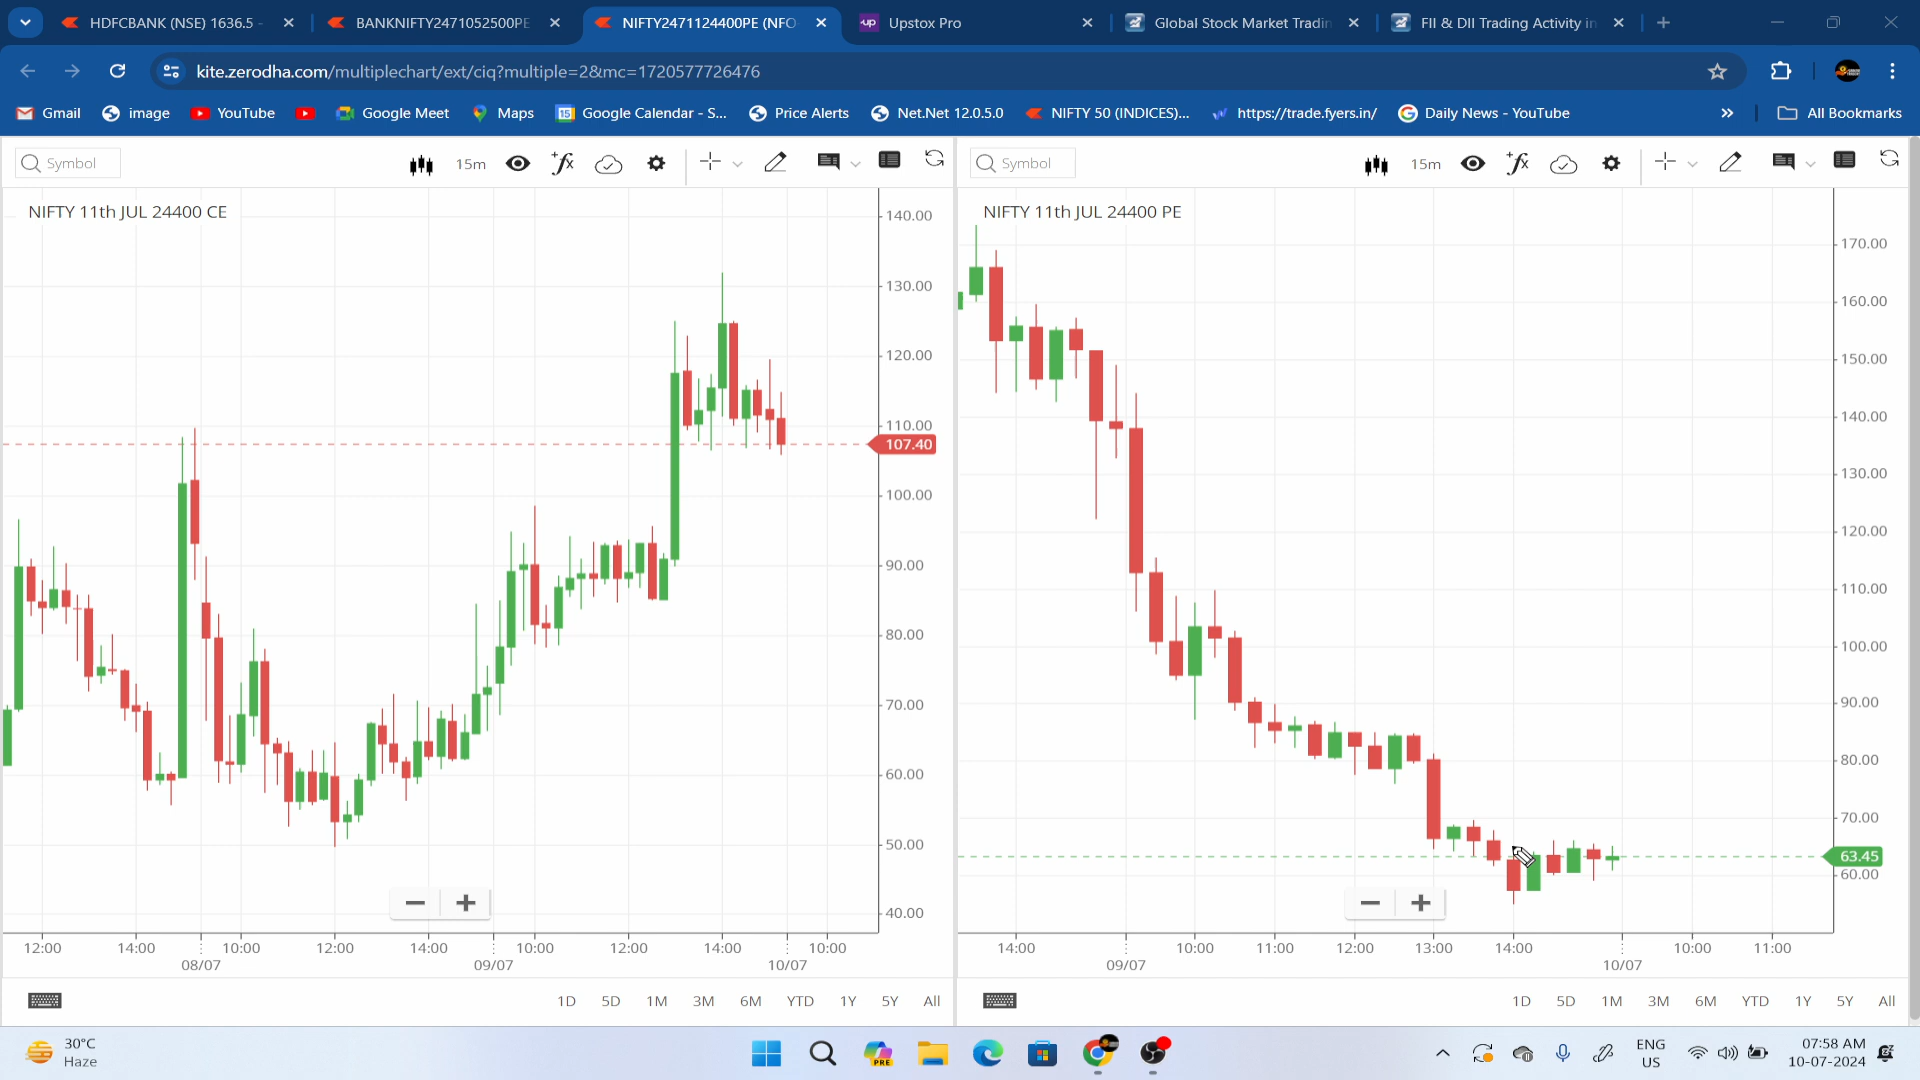 HDFCBANK (NSE) 1636.5 -
BANKNIFTY2471052500PE
NIFTY2471124400PE (NFO
up Upstox Pro
Global Stock Market Tradin
FII & DII Trading Activity in
kite.zerodha.com/multiplechart/ext/ciq?multiple=2&mc=1720577726476
Gmail image YouTube Google Meet Maps 15 Google Calendar - S... Price Alerts Net.Net 12.0.5.0 NIFTY 50 (INDICES)... https://trade.fyers.in/ Daily News - YouTube » All Bookmarks
Symbol 15m fx
NIFTY 11th JUL 24400 CE
140.00
130.00
120.00
110.00
107.40
100.00
90.00
80.00
70.00
60.00
50.00
40.00
12:00 14:00 10:00 12:00 14:00 10:00 12:00 14:00 10:00
08/07 09/07 10/07
1D 5D 1M 3M 6M YTD 1Y 5Y All
Symbol 15m fx
NIFTY 11th JUL 24400 PE
170.00
160.00
150.00
140.00
130.00
120.00
110.00
100.00
90.00
80.00
70.00
63.45
60.00
14:00 10:00 11:00 12:00 13:00 14:00 10:00 11:00
09/07 10/07
1D 5D 1M 3M 6M YTD 1Y 5Y All
30°C
Haze
PRE
ENG
US
07:58 AM
10-07-2024